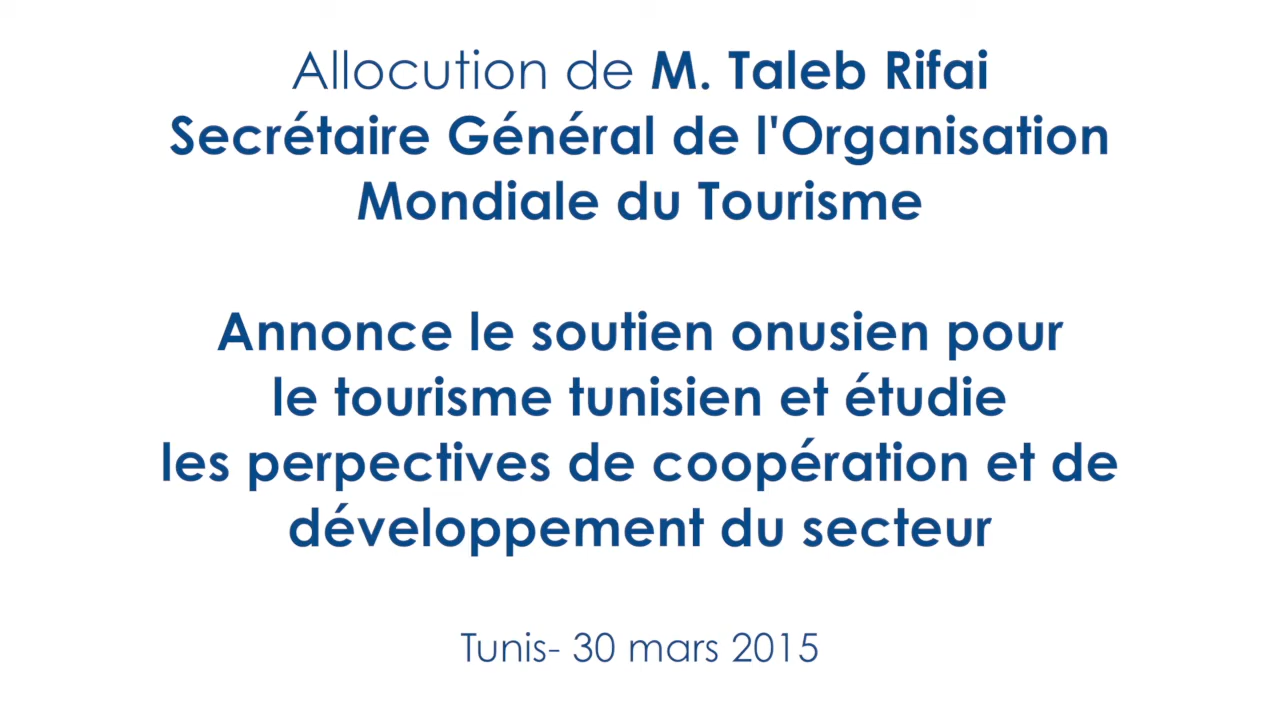 Allocution de M. Taleb Rifai
Secrétaire Général de l'Organisation
Mondiale du Tourisme
Annonce le soutien onusien pour
le tourisme tunisien et étudie
les perpectives de coopération et de
développement du secteur
Tunis- 30 mars 2015